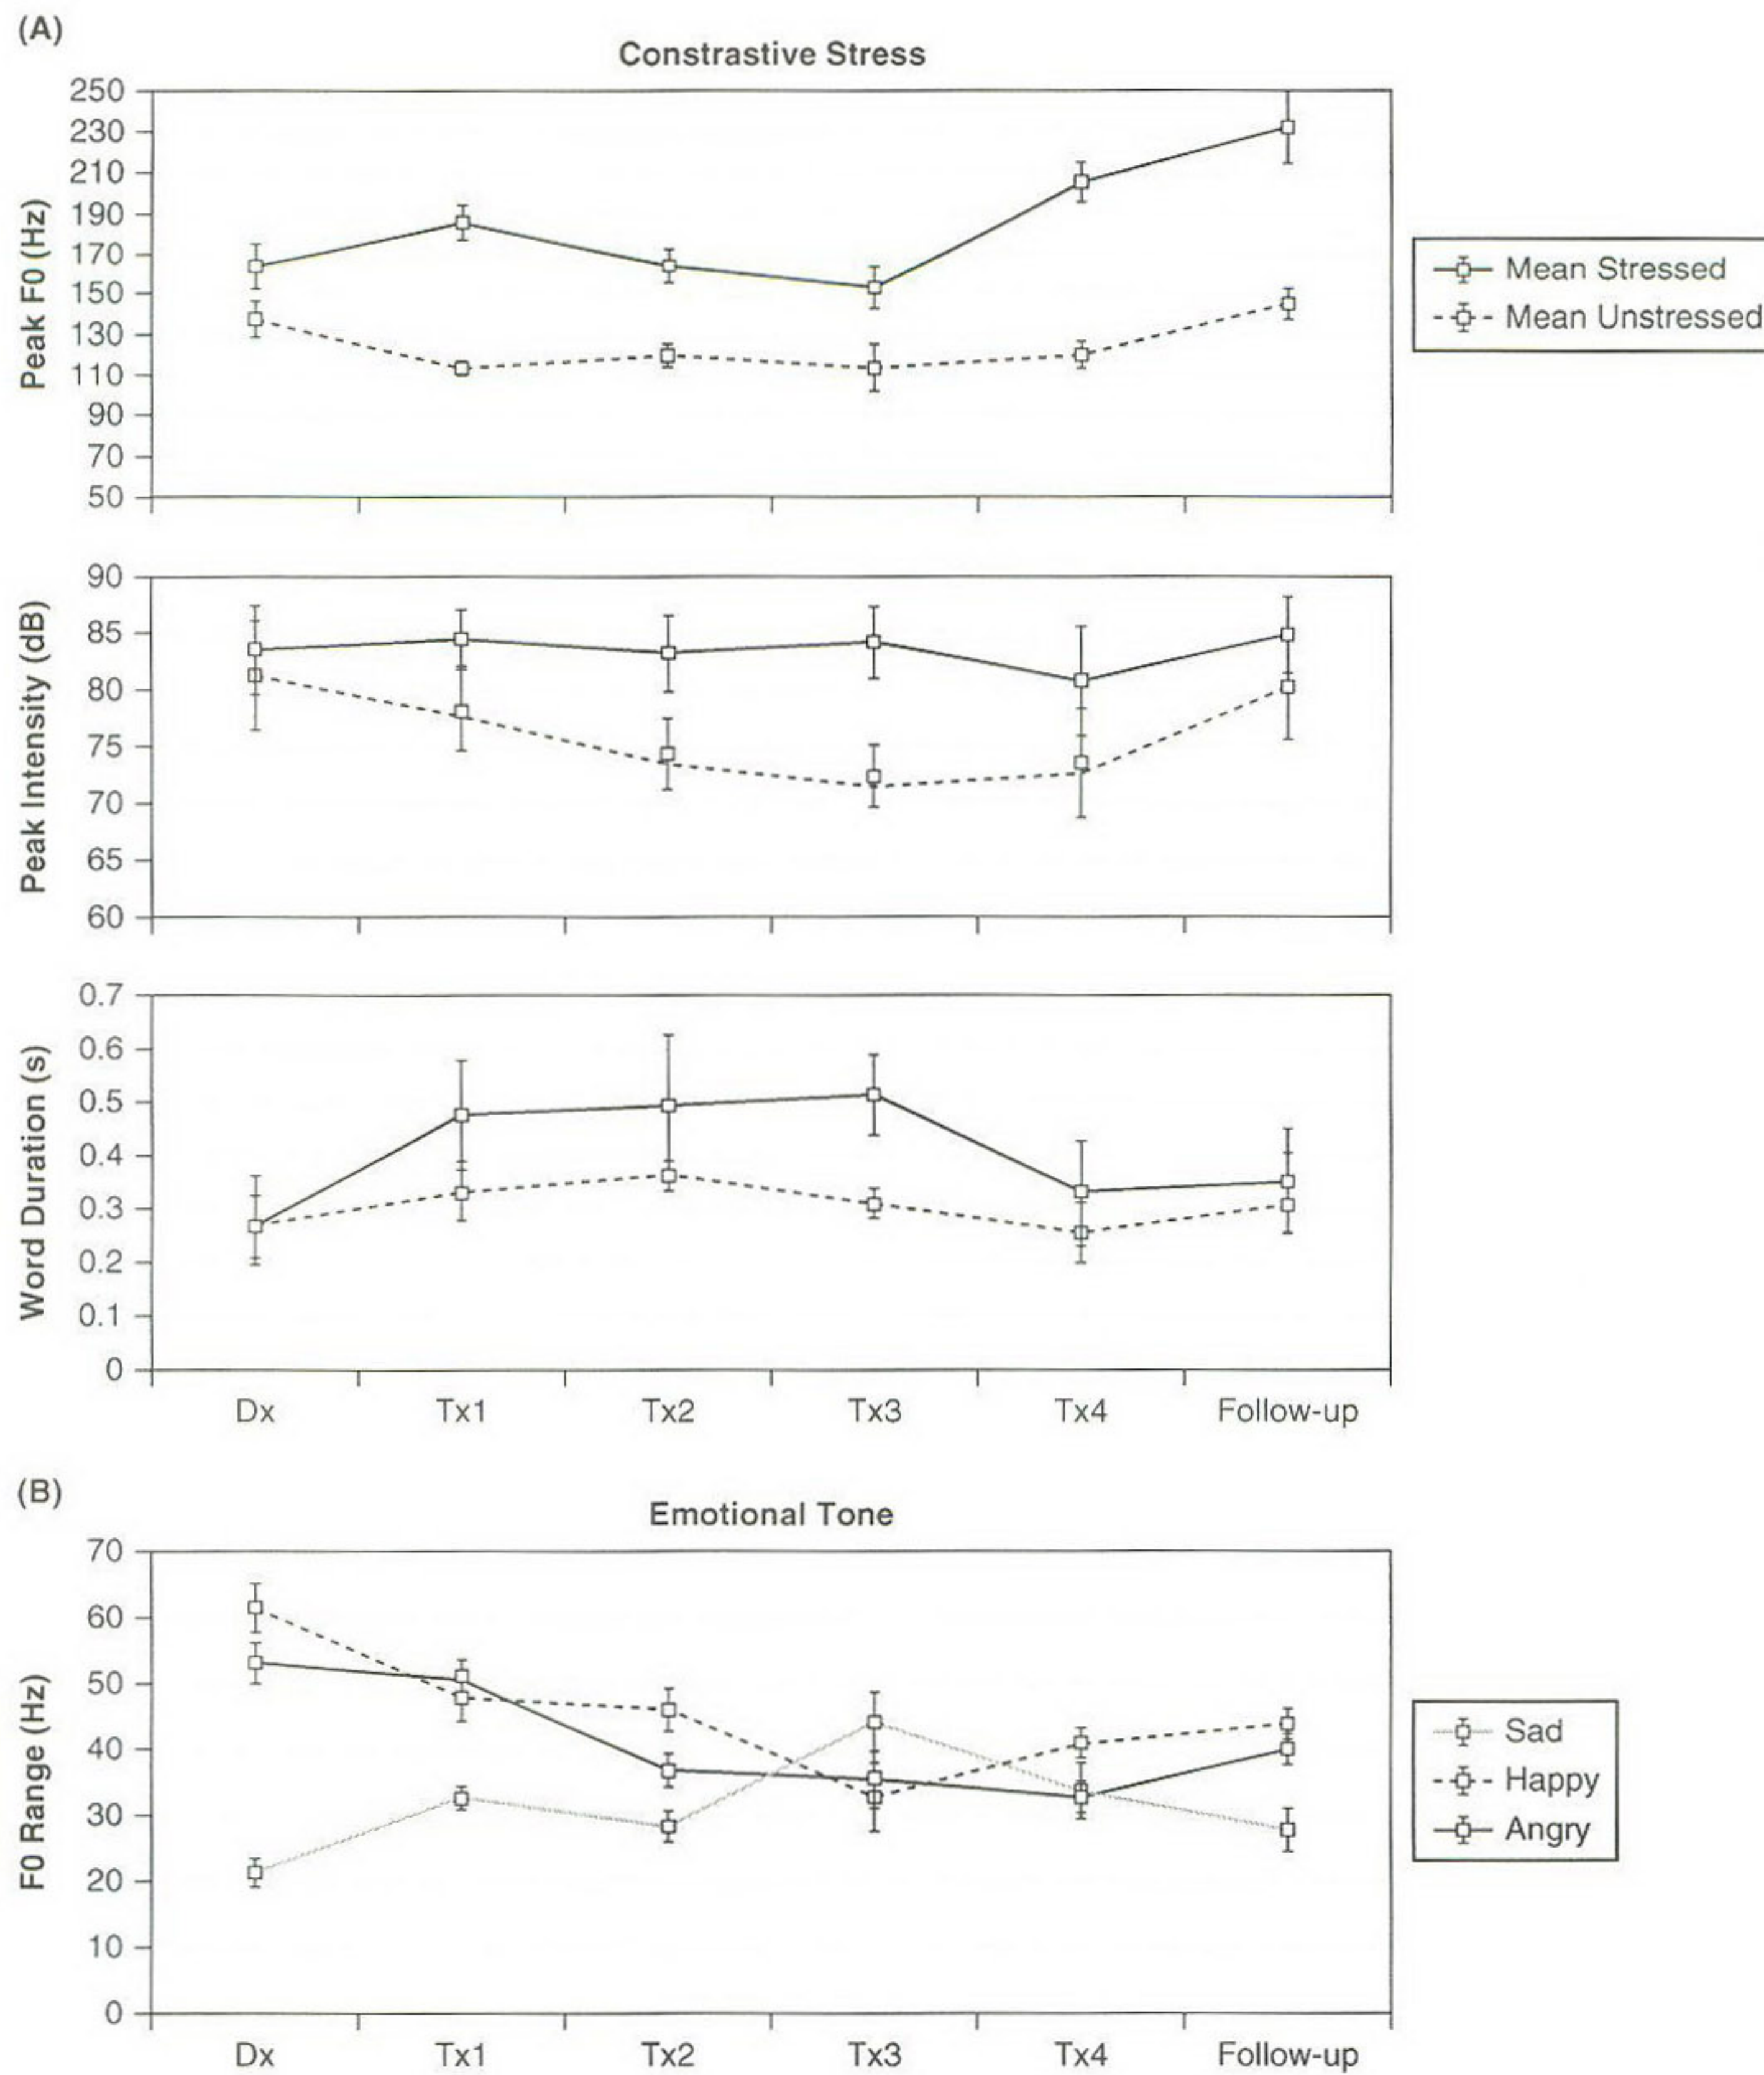 (A)
Constrastive Stress
Peak F0 (Hz)
250
230
210
190
170
150
130
110
90
70
50
Mean Stressed
Mean Unstressed
Peak Intensity (dB)
90
85
80
75
70
65
60
Word Duration (s)
0.7
0.6
0.5
0.4
0.3
0.2
0.1
0
Dx Tx1 Tx2 Tx3 Tx4 Follow-up
(B)
Emotional Tone
F0 Range (Hz)
70
60
50
40
30
20
10
0
Sad
Happy
Angry
Dx Tx1 Tx2 Tx3 Tx4 Follow-up